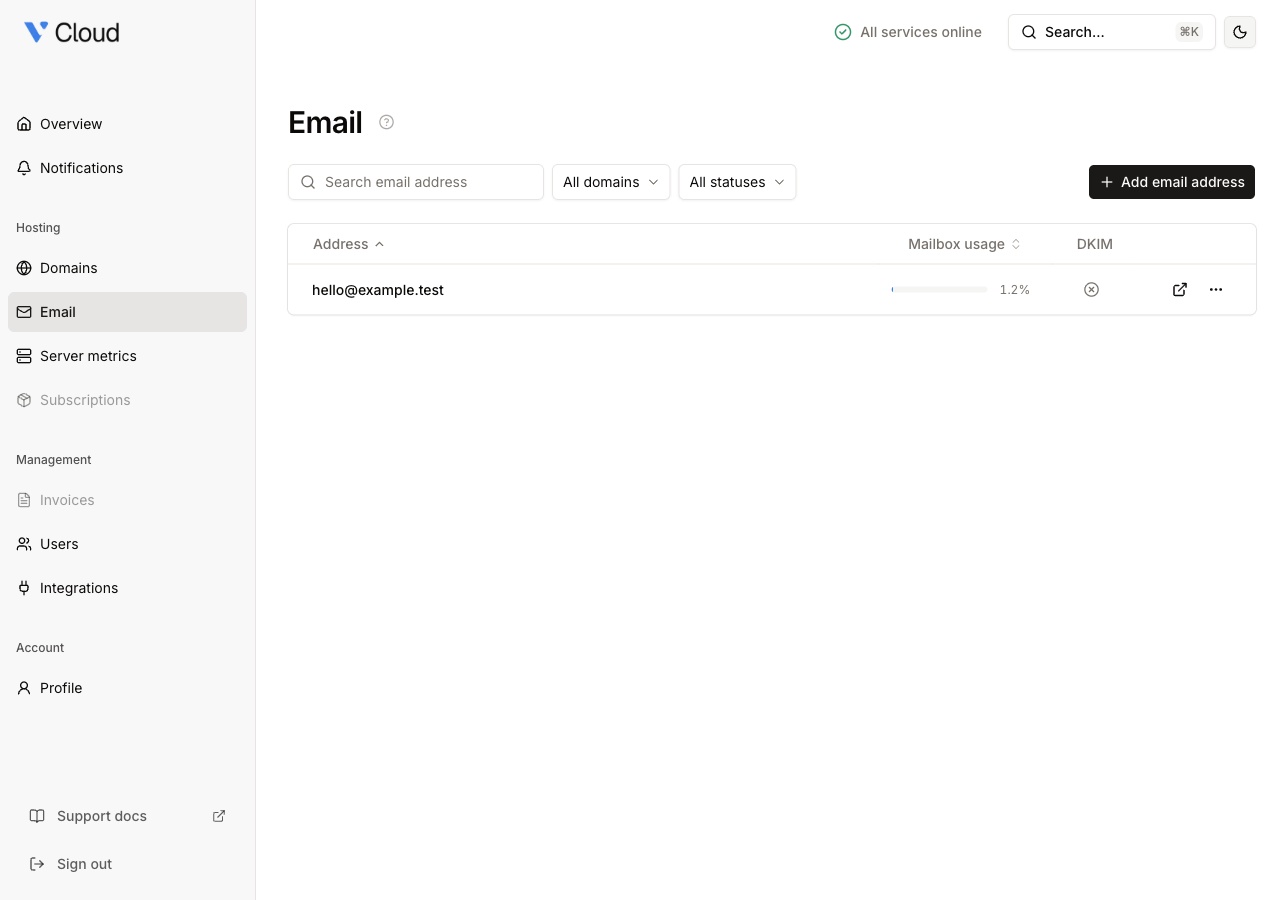 Cloud
All services online
Search...
⌘K
Overview
Notifications
Hosting
Domains
Email
Server metrics
Subscriptions
Management
Invoices
Users
Integrations
Account
Profile
Support docs
Sign out
Email
Search email address
All domains
All statuses
Add email address
Address
Mailbox usage
DKIM
hello@example.test
1.2%